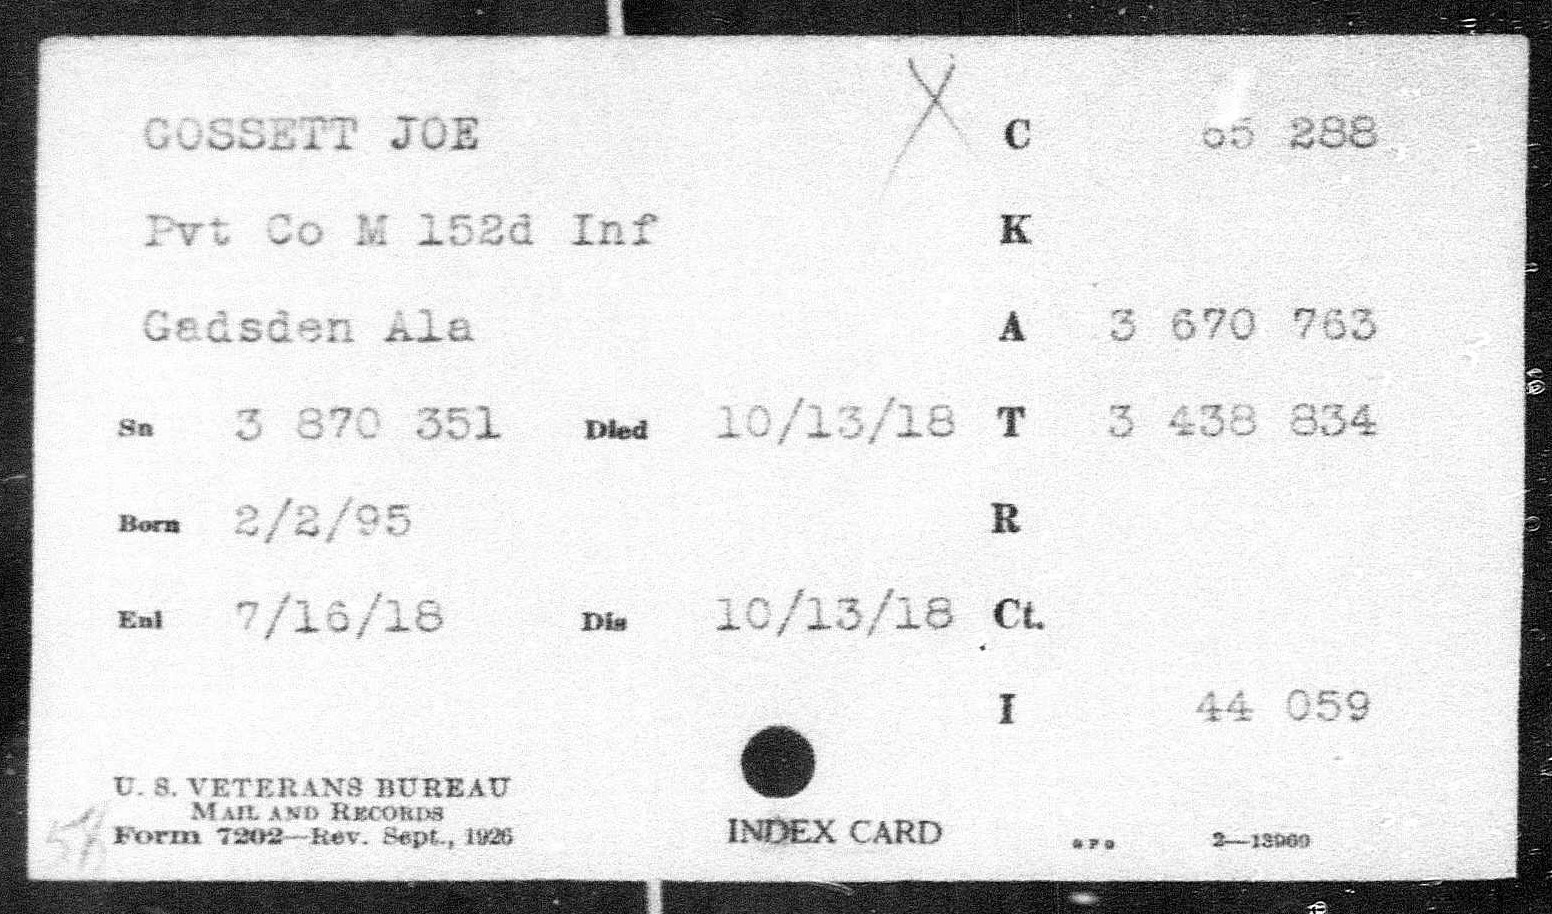 GOSSETT JOE C 65 288
Pvt Co M 152d Inf K
Gadsden Ala A 3 670 763
Sn 3 870 351 Died 10/13/18 T 3 438 834
Born 2/2/95 R
Enl 7/16/18 Dis 10/13/18 Ct.
I 44 059
U. S. VETERANS BUREAU
MAIL AND RECORDS
Form 7202—Rev. Sept., 1926
INDEX CARD
GPO 2—13960